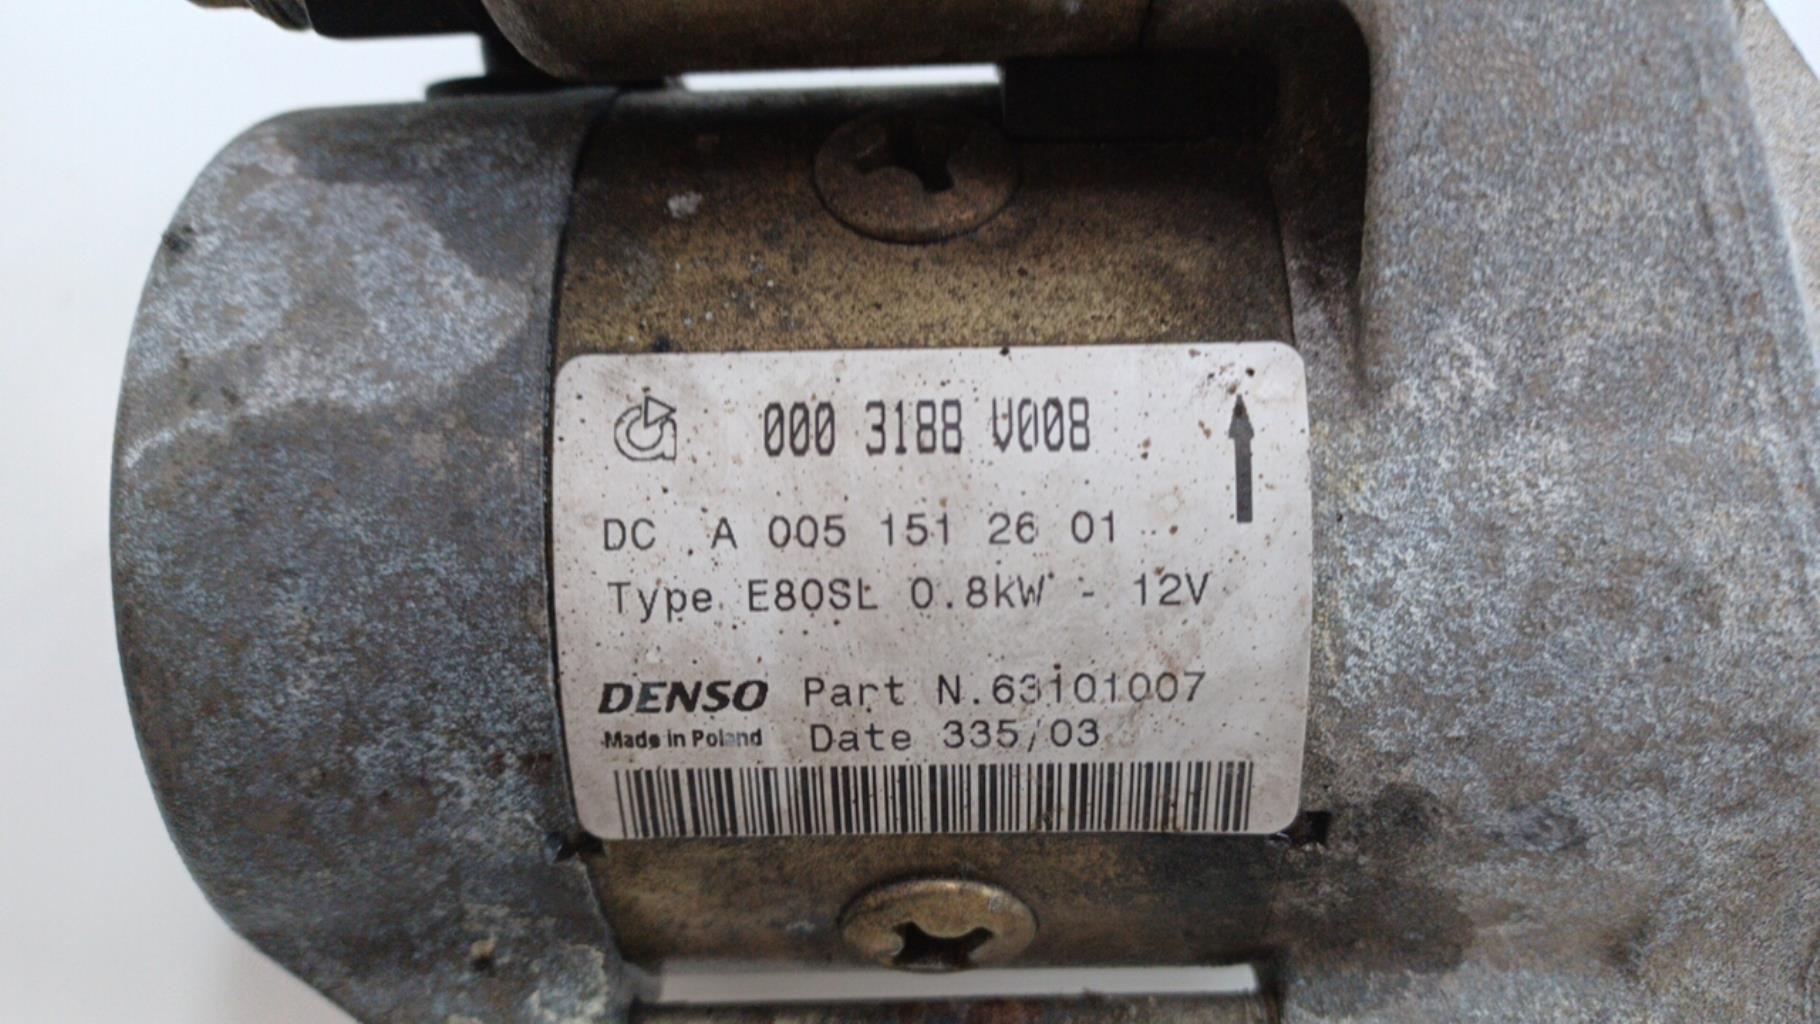 000 3188 V008
DC A 005 151 26 01
Type E80SL 0.8kW - 12V
DENSO Part N.63101007
Made in Poland Date 335/03